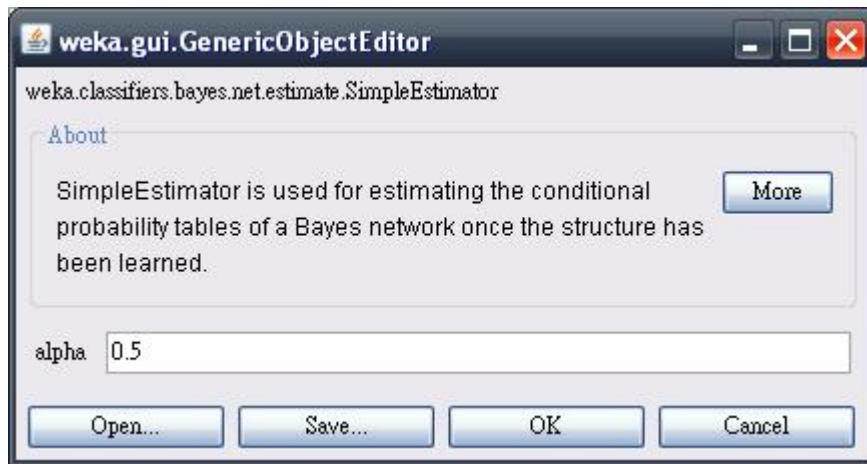 weka.gui.GenericObjectEditor
weka.classifiers.bayes.net.estimate.SimpleEstimator
About
SimpleEstimator is used for estimating the conditional
probability tables of a Bayes network once the structure has
been learned.
More
alpha 0.5
Open... Save... OK Cancel